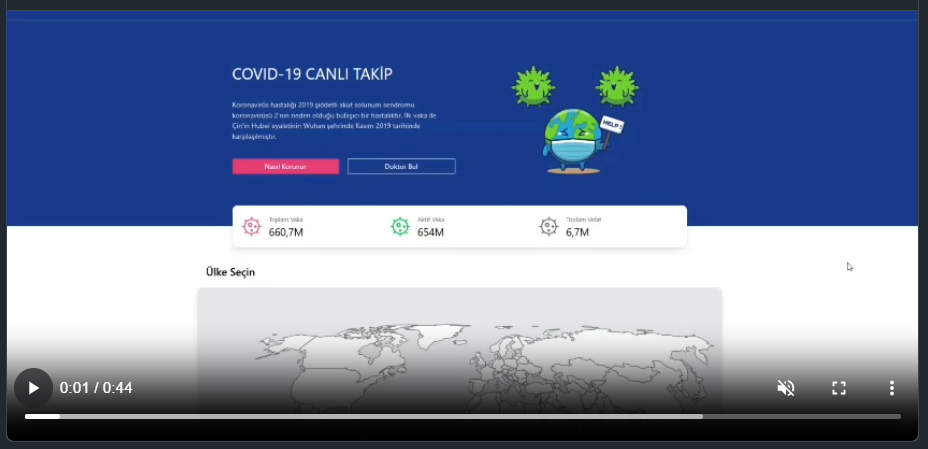 COVID-19 CANLI TAKİP
Koronavirüs hastalığı 2019 şiddetli akut solunum sendromu
koronavirüsü 2'nin neden olduğu bulaşıcı bir hastalıktır. İlk vaka ile
Çin'in Hubei eyaletinin Wuhan şehrinde Kasım 2019 tarihinde
karşılaşılmıştır.
HELP !
Nasıl Korunur
Doktor Bul
Toplam Vaka
660,7M
Aktif Vaka
654M
Toplam Vefat
6,7M
Ülke Seçin
0:01 / 0:44